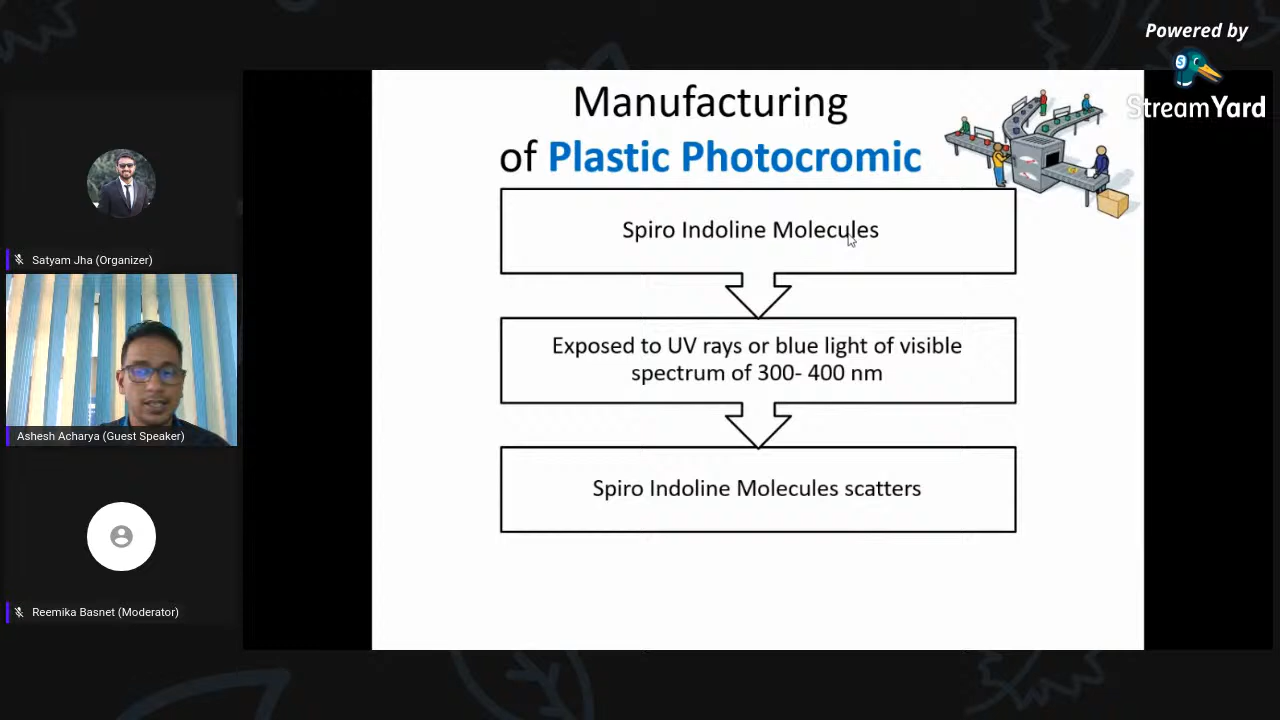 Powered by
StreamYard
Manufacturing
of Plastic Photocromic
Spiro Indoline Molecules
Exposed to UV rays or blue light of visible
spectrum of 300- 400 nm
Spiro Indoline Molecules scatters
Satyam Jha (Organizer)
Ashesh Acharya (Guest Speaker)
Reemika Basnet (Moderator)